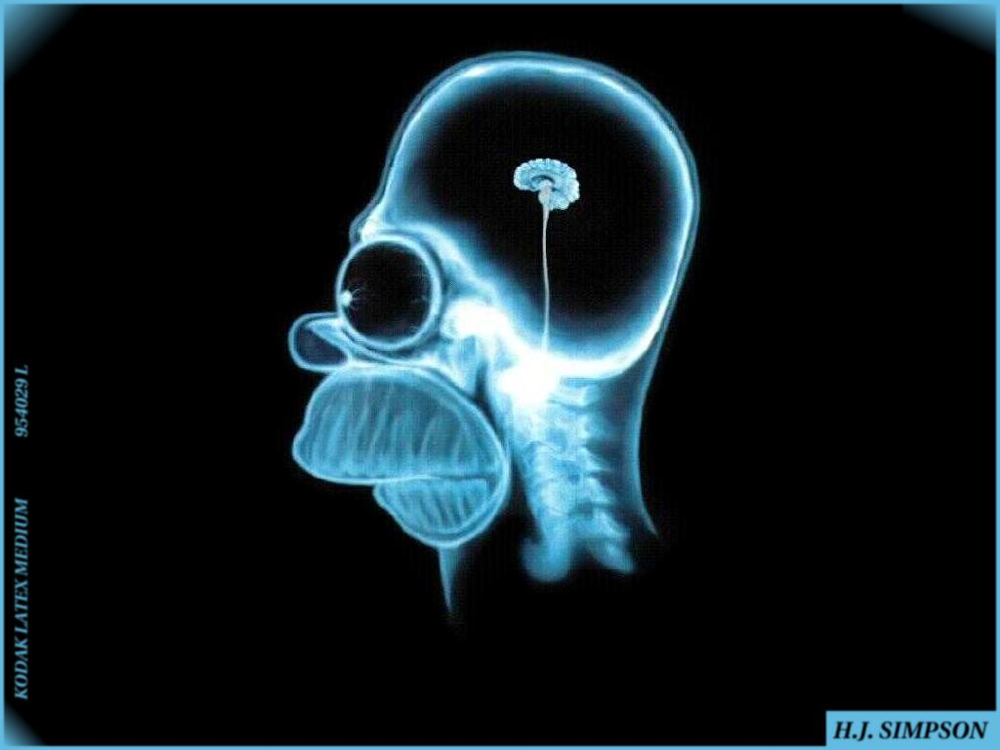 954029 L
KODAK LATEX MEDIUM
H.J. SIMPSON